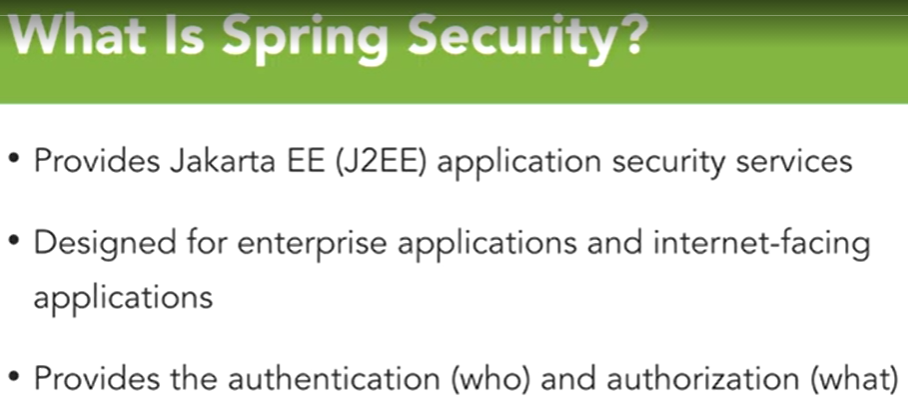 What Is Spring Security?
• Provides Jakarta EE (J2EE) application security services
• Designed for enterprise applications and internet-facing
applications
• Provides the authentication (who) and authorization (what)